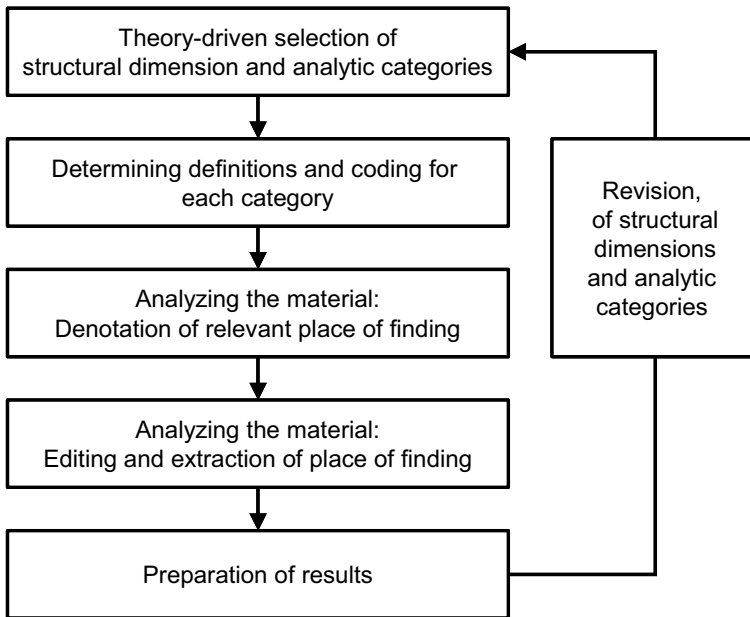 Theory-driven selection of
structural dimension and analytic categories
Determining definitions and coding for
each category
Analyzing the material:
Denotation of relevant place of finding
Analyzing the material:
Editing and extraction of place of finding
Preparation of results
Revision,
of structural
dimensions
and analytic
categories